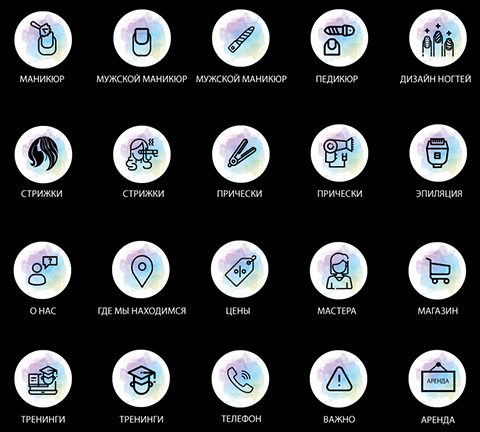 МАНИКЮР
МУЖСКОЙ МАНИКЮР
МУЖСКОЙ МАНИКЮР
ПЕДИКЮР
ДИЗАЙН НОГТЕЙ
СТРИЖКИ
СТРИЖКИ
ПРИЧЕСКИ
ПРИЧЕСКИ
ЭПИЛЯЦИЯ
О НАС
ГДЕ МЫ НАХОДИМСЯ
ЦЕНЫ
МАСТЕРА
МАГАЗИН
АРЕНДА
ТРЕНИНГИ
ТРЕНИНГИ
ТЕЛЕФОН
ВАЖНО
АРЕНДА